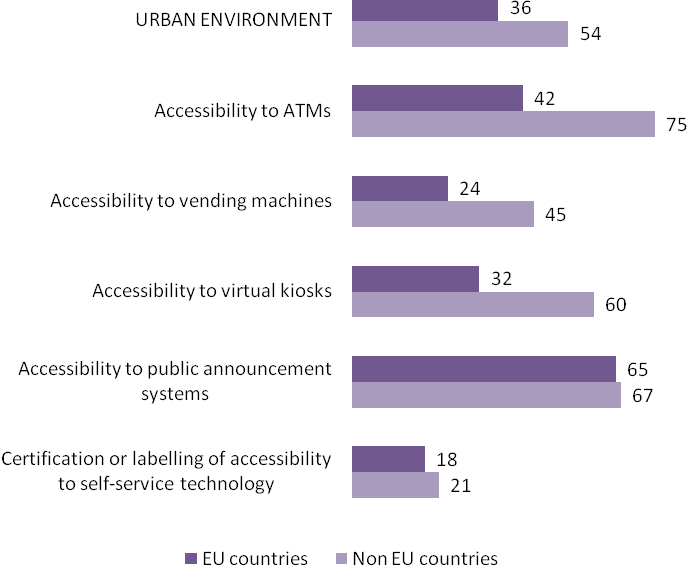 URBAN ENVIRONMENT
36
54
Accessibility to ATMs
42
75
Accessibility to vending machines
24
45
Accessibility to virtual kiosks
32
60
Accessibility to public announcement
systems
65
67
Certification or labelling of accessibility
to self-service technology
18
21
EU countries
Non EU countries